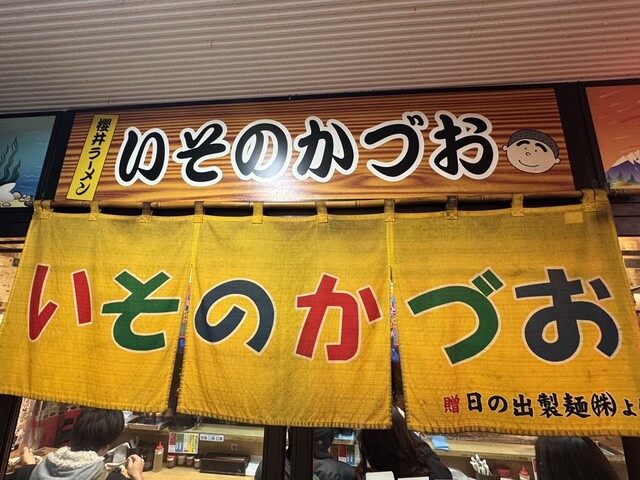 櫻井ラーメン
いそのかづお
いそのかづお
贈 日の出製麺㈱よ